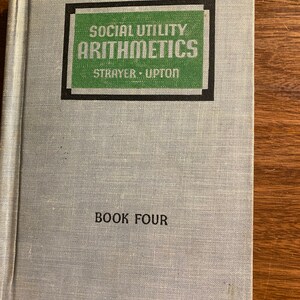 SOCIAL UTILITY
ARITHMETICS
STRAYER · UPTON
BOOK FOUR